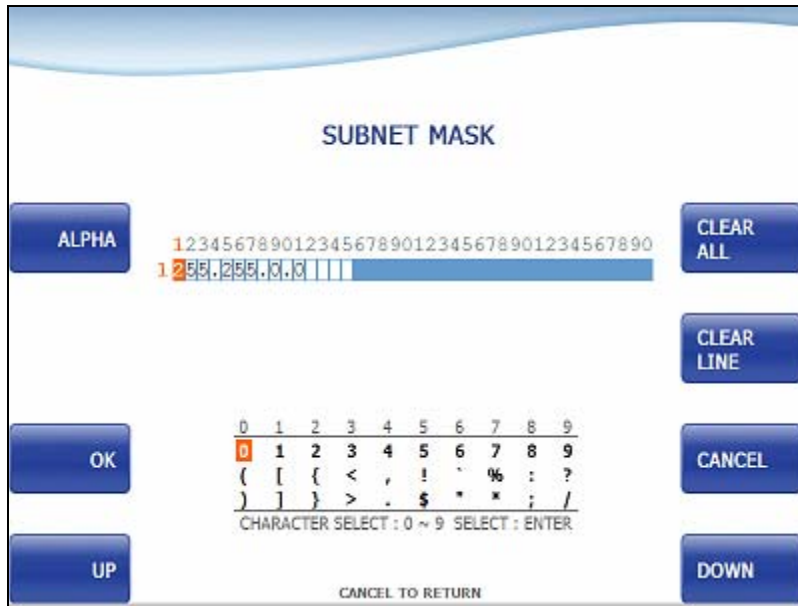 SUBNET MASK
ALPHA
CLEAR
ALL
1234567890123456789012345678901234567890
1 255.255.0.0
CLEAR
LINE
0 1 2 3 4 5 6 7 8 9
0 1 2 3 4 5 6 7 8 9
( [ { < , ! ` % : ?
) ] } > . $ " * ; /
CHARACTER SELECT : 0 ~ 9 SELECT : ENTER
OK
CANCEL
UP
DOWN
CANCEL TO RETURN